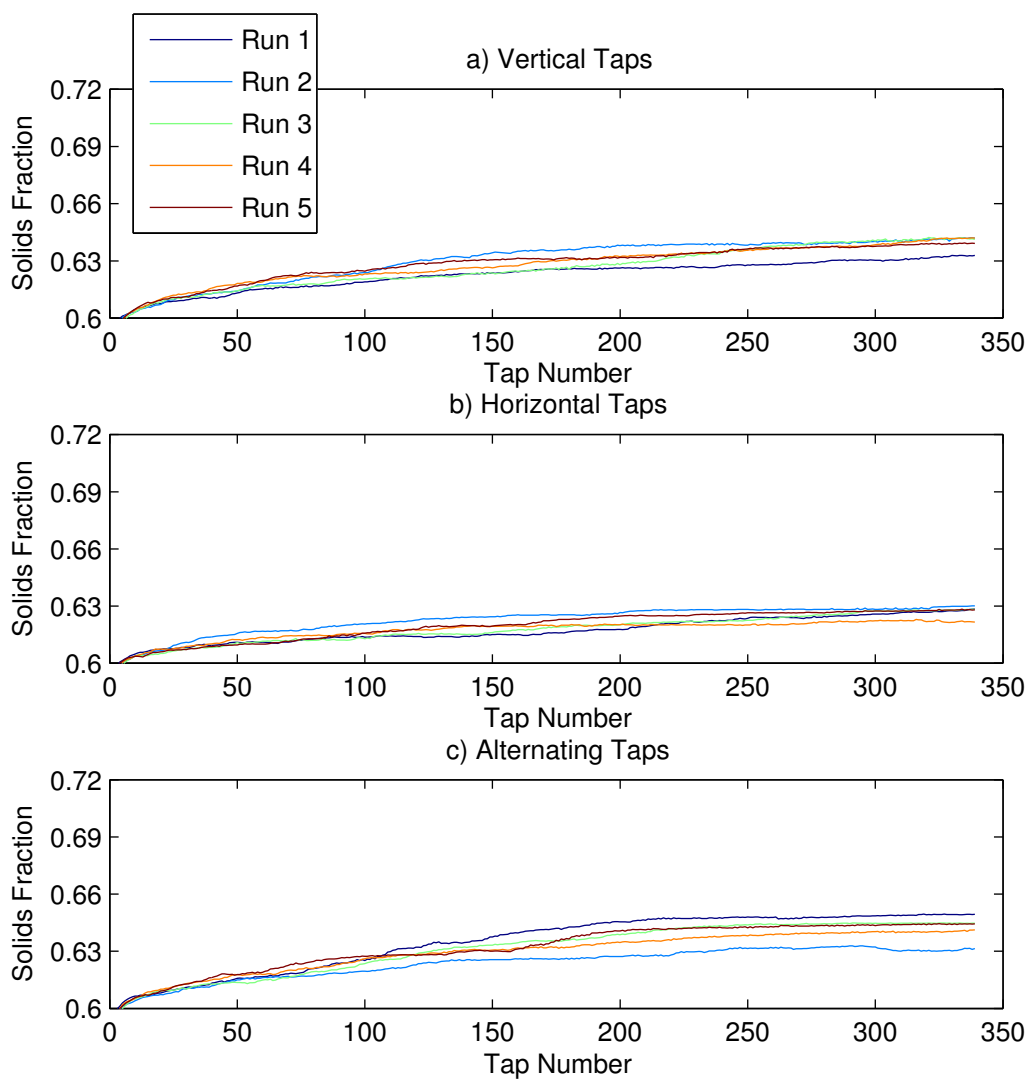 Run 1
Run 2
Run 3
Run 4
Run 5
a) Vertical Taps
Solids Fraction
0.72
0.69
0.66
0.63
0.6
0 50 100 150 200 250 300 350
Tap Number
b) Horizontal Taps
Solids Fraction
0.72
0.69
0.66
0.63
0.6
0 50 100 150 200 250 300 350
Tap Number
c) Alternating Taps
Solids Fraction
0.72
0.69
0.66
0.63
0.6
0 50 100 150 200 250 300 350
Tap Number